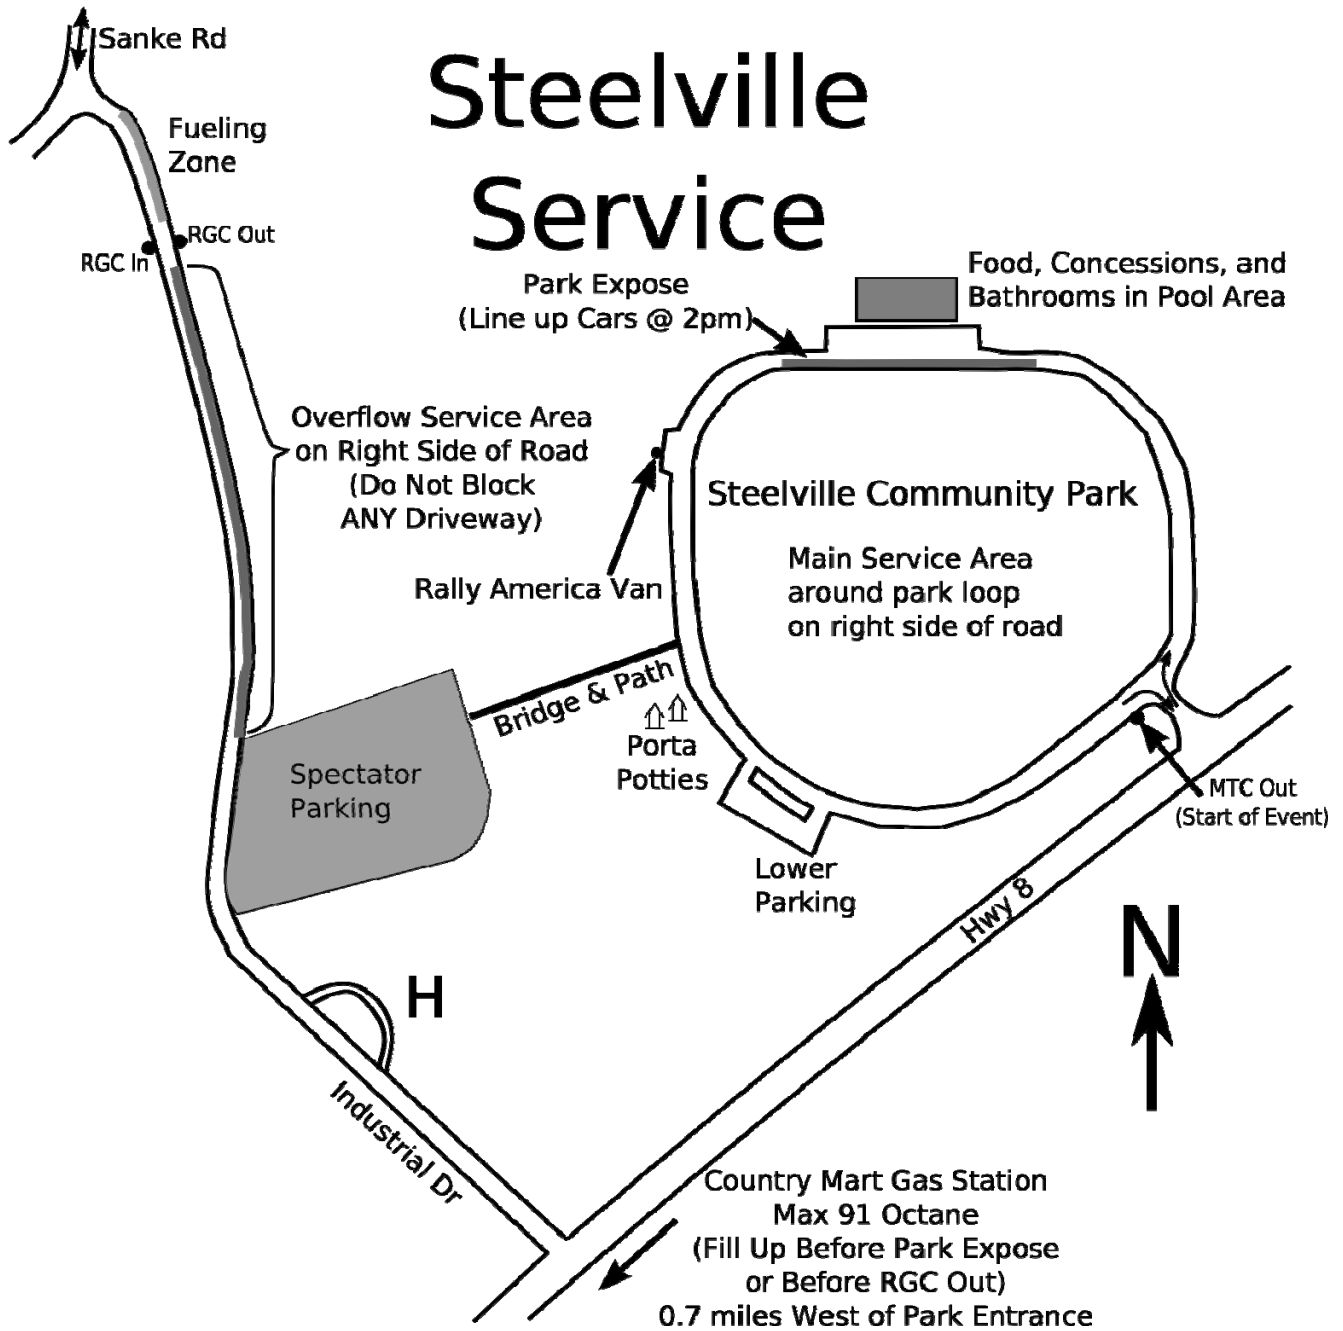 Sanke Rd
Steelville
Service
Fueling
Zone
RGC Out
RGC In
Park Expose
(Line up Cars @ 2pm)
Food, Concessions, and
Bathrooms in Pool Area
Overflow Service Area
on Right Side of Road
(Do Not Block
ANY Driveway)
Steelville Community Park
Main Service Area
around park loop
on right side of road
Rally America Van
Bridge & Path
Porta
Potties
Spectator
Parking
MTC Out
(Start of Event)
Lower
Parking
Hwy 8
N
H
Industrial Dr
Country Mart Gas Station
Max 91 Octane
(Fill Up Before Park Expose
or Before RGC Out)
0.7 miles West of Park Entrance